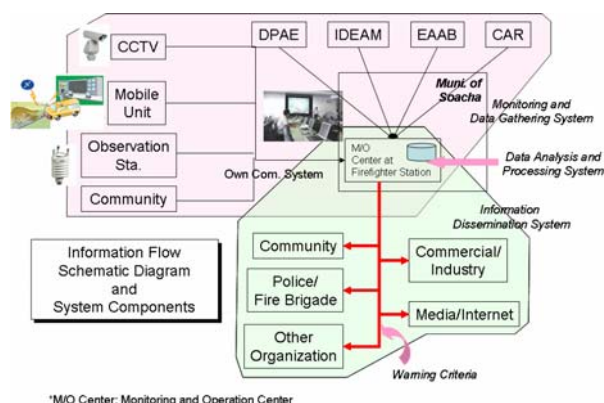 CCTV
DPAE
IDEAM
EAAB
CAR
Mobile
Unit
Muni. of
Soacha
Monitoring and
Data Gathering System
Observation
Sta.
M/O
Center at
Firefighter Station
Data Analysis and
Processing System
Own Com. System
Community
Information
Dissemination System
Information Flow
Schematic Diagram
and
System Components
Community
Commercial/
Industry
Police/
Fire Brigade
Media/Internet
Other
Organization
Warning Criteria
*M/O Center: Monitoring and Operation Center